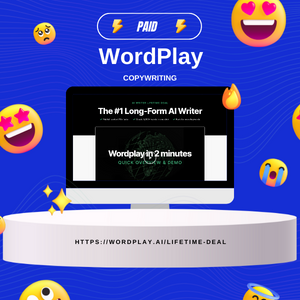 PAID
WordPlay
COPYWRITING
The #1 Long-Form AI Writer
Wordplay in 2 minutes
QUICK OVERVIEW & DEMO
HTTPS://WORDPLAY.AI/LIFETIME-DEAL